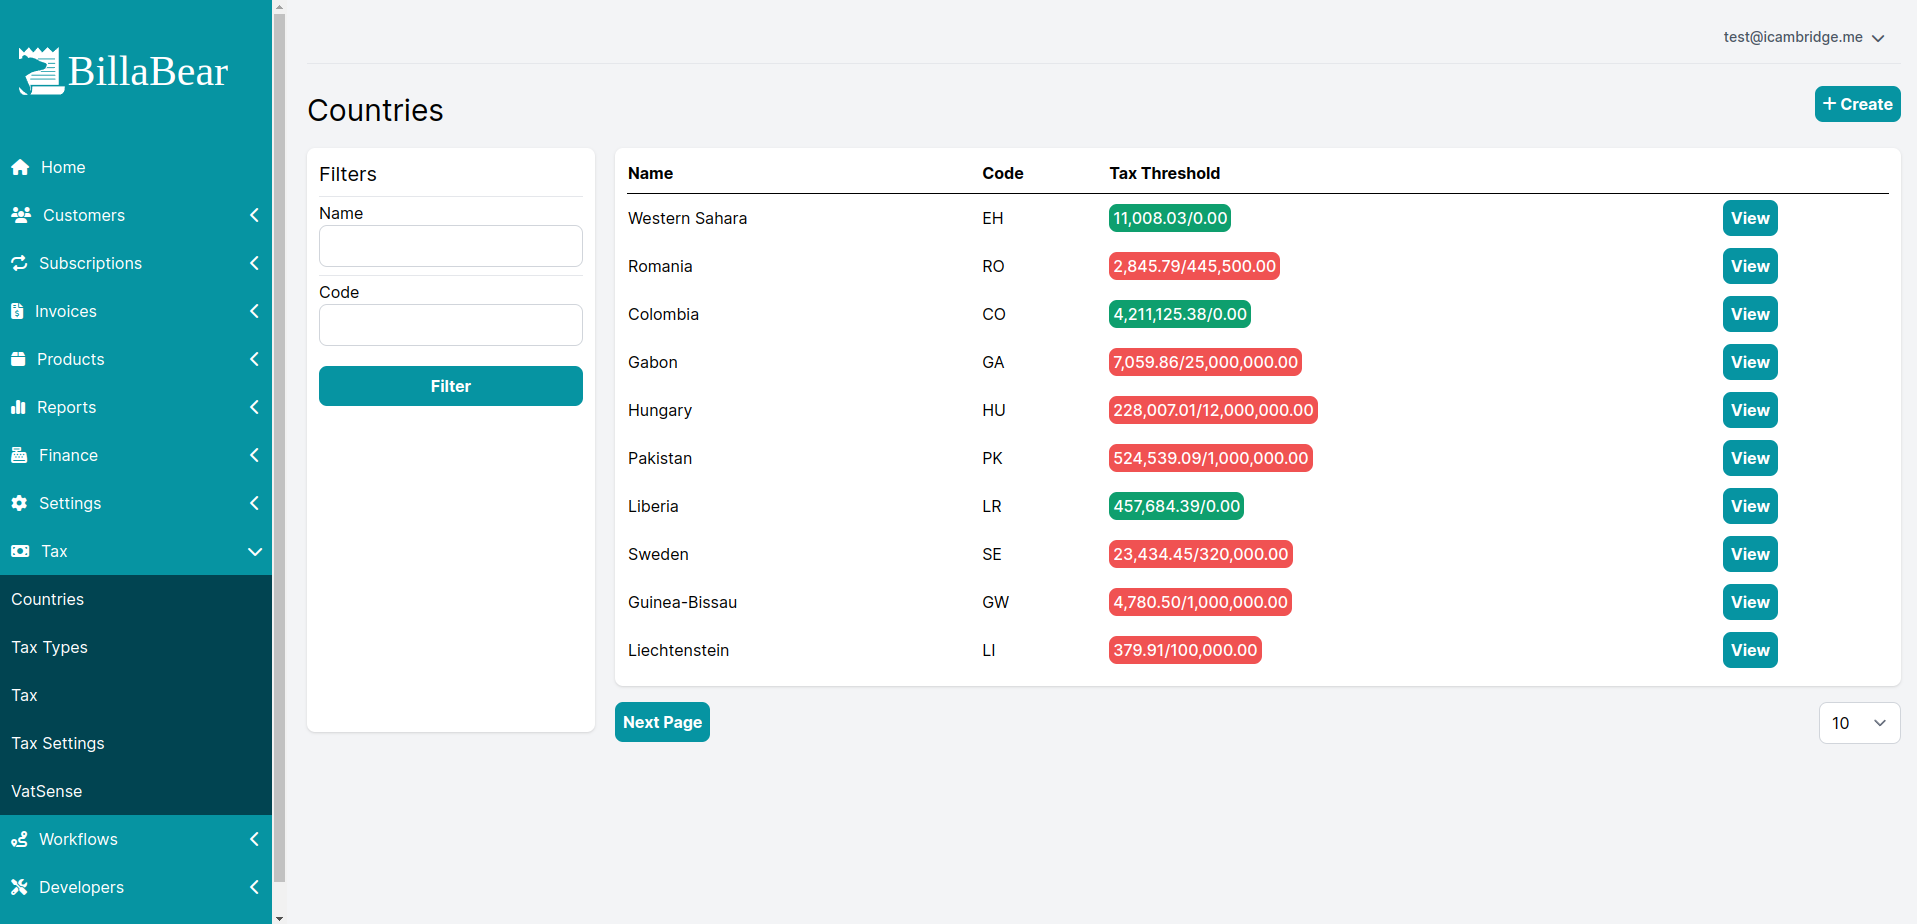 BillaBear
Home
Customers
Subscriptions
Invoices
Products
Reports
Finance
Settings
Tax
Countries
Tax Types
Tax
Tax Settings
VatSense
Workflows
Developers
test@icambridge.me
Countries
+ Create
Filters
Name
Code
Filter
Name Code Tax Threshold
Western Sahara EH 11,008.03/0.00 View
Romania RO 2,845.79/445,500.00 View
Colombia CO 4,211,125.38/0.00 View
Gabon GA 7,059.86/25,000,000.00 View
Hungary HU 228,007.01/12,000,000.00 View
Pakistan PK 524,539.09/1,000,000.00 View
Liberia LR 457,684.39/0.00 View
Sweden SE 23,434.45/320,000.00 View
Guinea-Bissau GW 4,780.50/1,000,000.00 View
Liechtenstein LI 379.91/100,000.00 View
Next Page
10